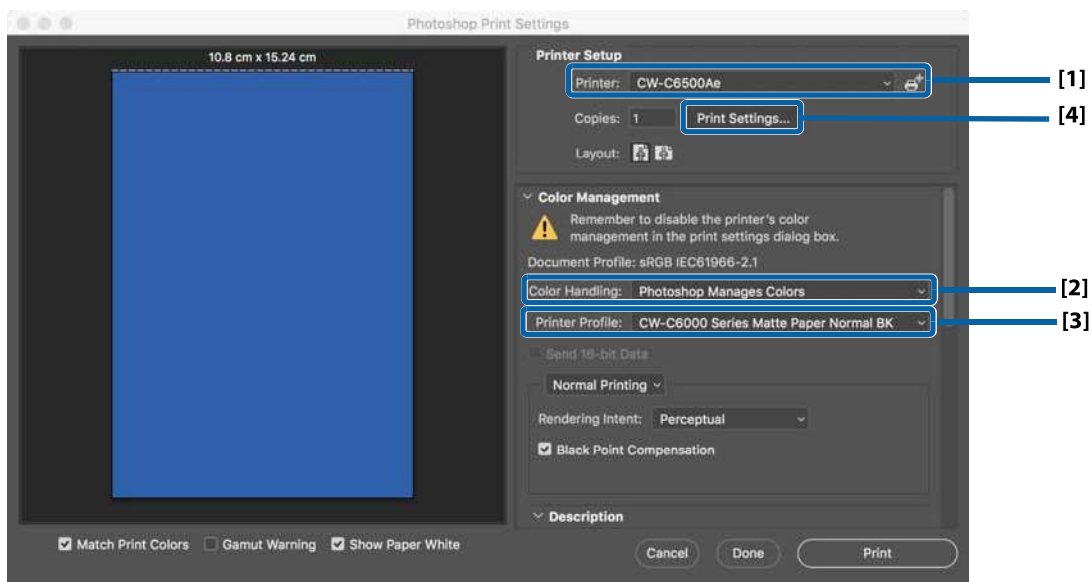 Photoshop Print Settings
10.8 cm x 15.24 cm
Printer Setup
Printer: CW-C6500Ae
[1]
Copies: 1 Print Settings...
[4]
Layout:
Color Management
Remember to disable the printer's color
management in the print settings dialog box.
Document Profile: sRGB IEC61966-2.1
Color Handling: Photoshop Manages Colors
[2]
Printer Profile: CW-C6000 Series Matte Paper Normal BK
[3]
Send 16-bit Data
Normal Printing
Rendering Intent: Perceptual
Black Point Compensation
Description
Match Print Colors Gamut Warning Show Paper White
Cancel Done Print